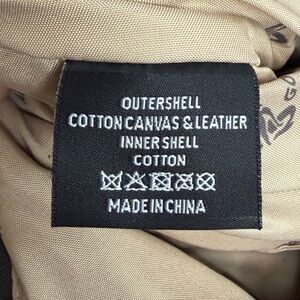 OUTERSHELL
COTTON CANVAS & LEATHER
INNER SHELL
COTTON
MADE IN CHINA